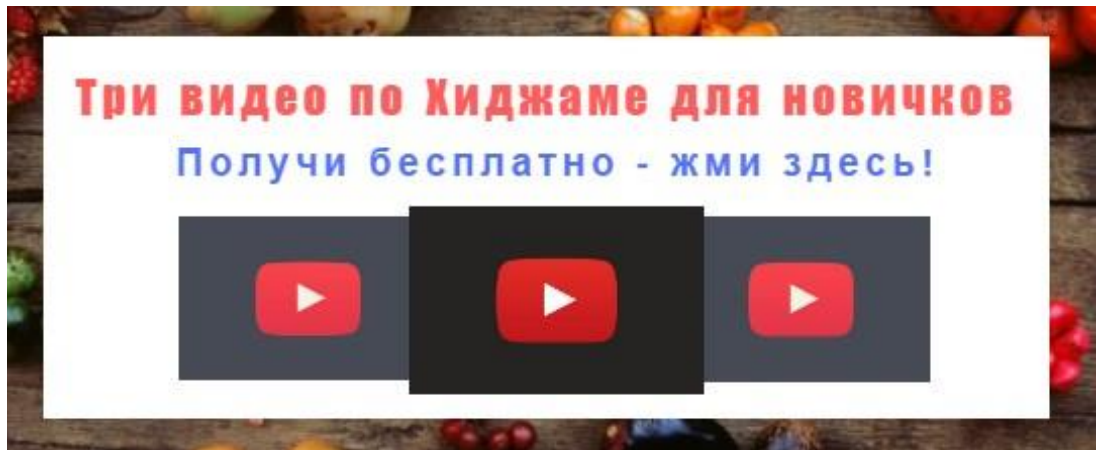 Три видео по Хиджаме для новичков
Получи бесплатно - жми здесь!